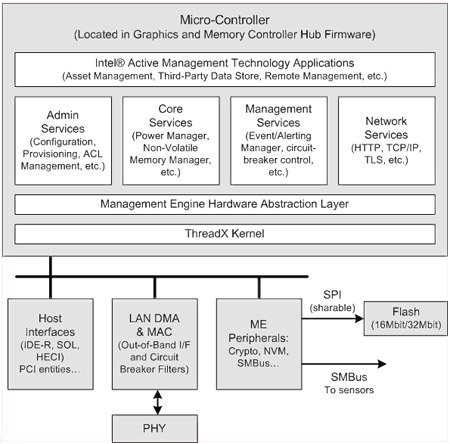 Micro-Controller
(Located in Graphics and Memory Controller Hub Firmware)
Intel® Active Management Technology Applications
(Asset Management, Third-Party Data Store, Remote Management, etc.)
Admin
Services
(Configuration,
Provisioning, ACL
Management, etc.)
Core
Services
(Power Manager,
Non-Volatile
Memory Manager,
etc.)
Management
Services
(Event/Alerting
Manager, circuit-
breaker control,
etc.)
Network
Services
(HTTP, TCP/IP,
TLS, etc.)
Management Engine Hardware Abstraction Layer
ThreadX Kernel
Host
Interfaces
(IDE-R, SOL,
HECI)
PCI entities...
LAN DMA
& MAC
(Out-of-Band I/F
and Circuit
Breaker Filters)
ME
Peripherals:
Crypto, NVM,
SMBus...
SPI
(sharable)
Flash
(16Mbit/32Mbit)
SMBus
To sensors
PHY